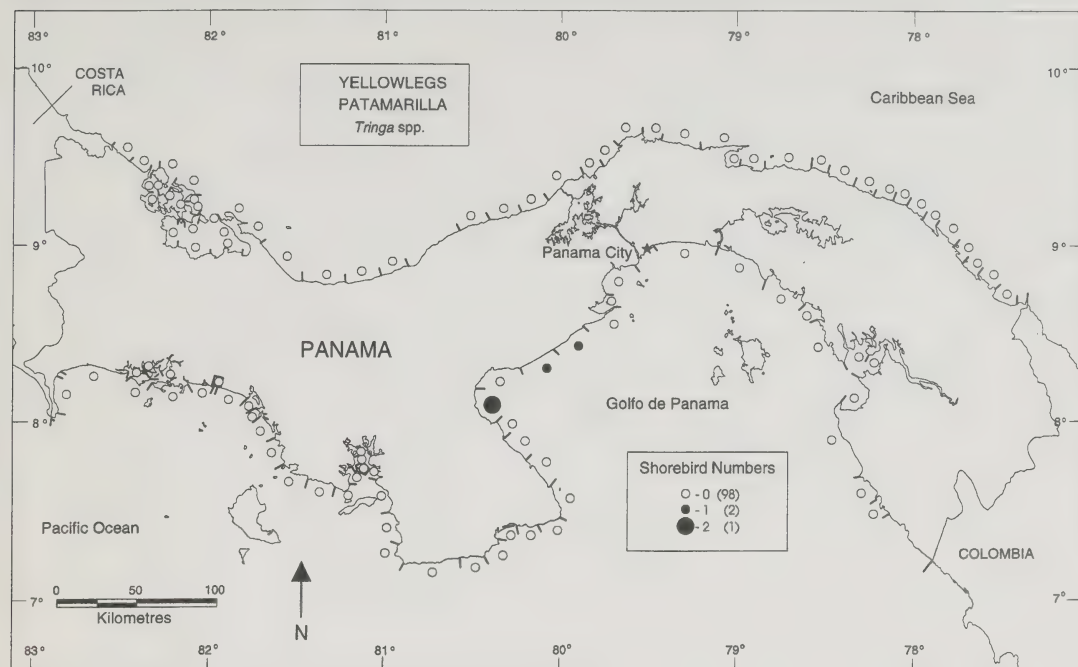 83° 82° 81° 80° 79° 78°
10° 10°
COSTA
RICA
YELLOWLEGS
PATAMARILLA
Tringa spp.
Caribbean Sea
9° 9°
Panama City
PANAMA
Golfo de Panama
8° 8°
Shorebird Numbers
- 0 (98)
- 1 (2)
- 2 (1)
Pacific Ocean
COLOMBIA
0 50 100
Kilometres
N
7° 7°
83° 82° 81° 80° 79° 78°